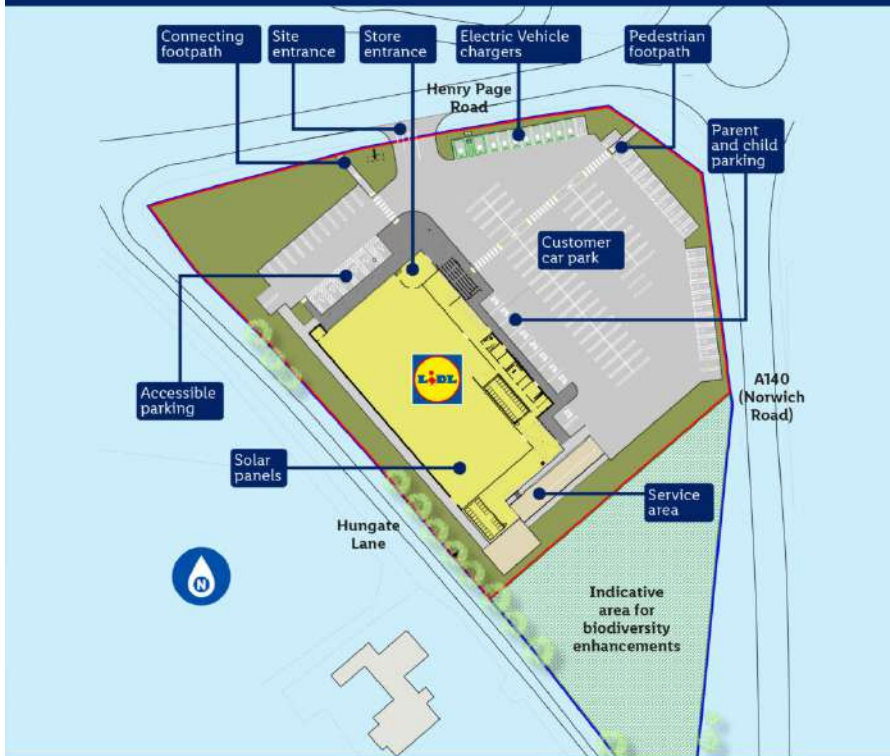 Connecting
footpath
Site
entrance
Store
entrance
Electric Vehicle
chargers
Pedestrian
footpath
Henry Page
Road
Parent
and child
parking
Customer
car park
LIDL
Accessible
parking
A140
(Norwich
Road)
Solar
panels
Service
area
Hungate
Lane
N
Indicative
area for
biodiversity
enhancements